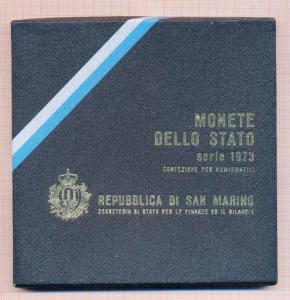 MONETE
DELLO STATO
serie 1973
CONFEZIONE PER NUMISMATICI
REPUBBLICA DI SAN MARINO
SEGRETERIA DI STATO PER LE FINANZE ED IL BILANCIO